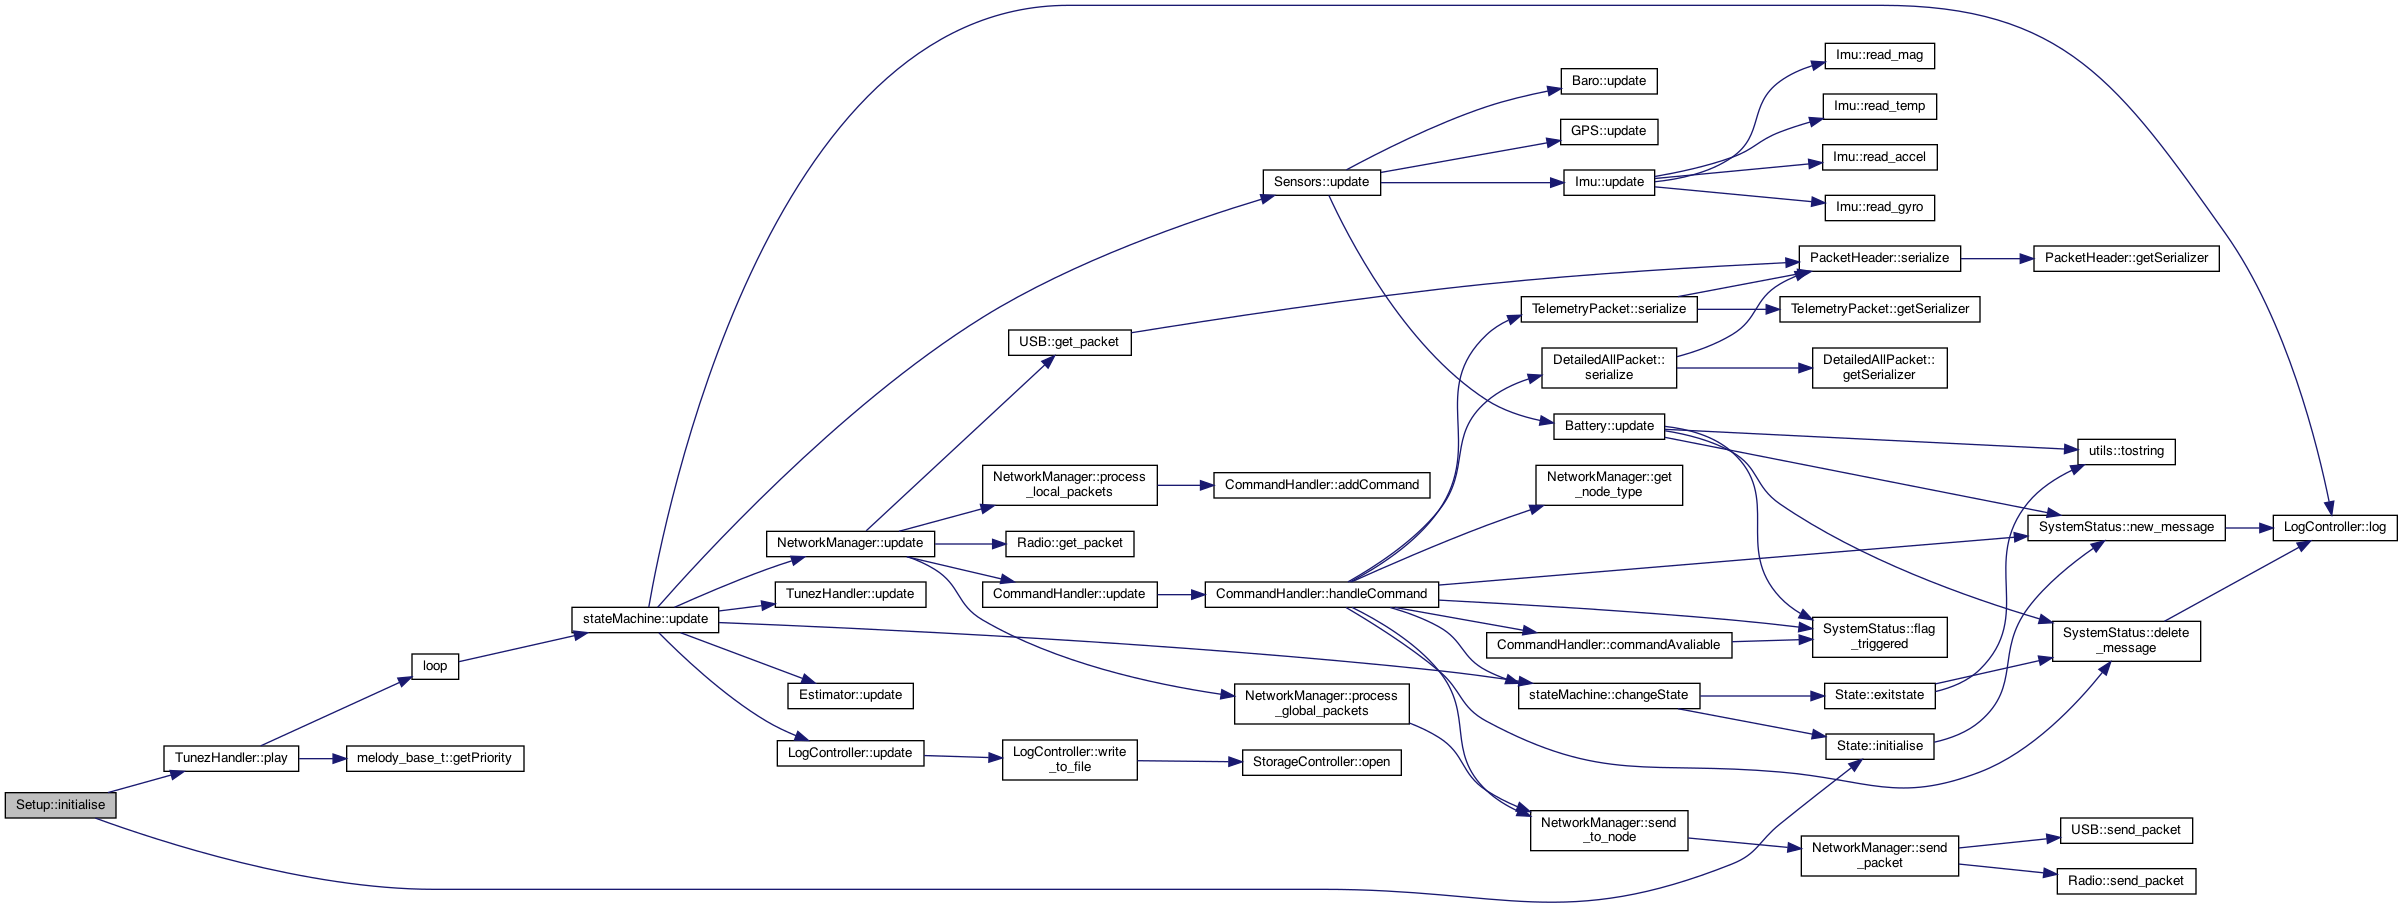 Setup::initialise
TunezHandler::play
loop
melody_base_t::getPriority
stateMachine::update
NetworkManager::update
TunezHandler::update
Estimator::update
LogController::update
USB::get_packet
NetworkManager::process
_local_packets
Radio::get_packet
CommandHandler::update
LogController::write
_to_file
Sensors::update
CommandHandler::addCommand
CommandHandler::handleCommand
NetworkManager::process
_global_packets
StorageController::open
Baro::update
GPS::update
Imu::update
TelemetryPacket::serialize
DetailedAllPacket::
serialize
Battery::update
NetworkManager::get
_node_type
CommandHandler::commandAvaliable
stateMachine::changeState
NetworkManager::send
_to_node
Imu::read_mag
Imu::read_temp
Imu::read_accel
Imu::read_gyro
PacketHeader::serialize
TelemetryPacket::getSerializer
DetailedAllPacket::
getSerializer
SystemStatus::flag
_triggered
State::exitstate
State::initialise
NetworkManager::send
_packet
PacketHeader::getSerializer
utils::tostring
SystemStatus::new_message
SystemStatus::delete
_message
USB::send_packet
Radio::send_packet
LogController::log